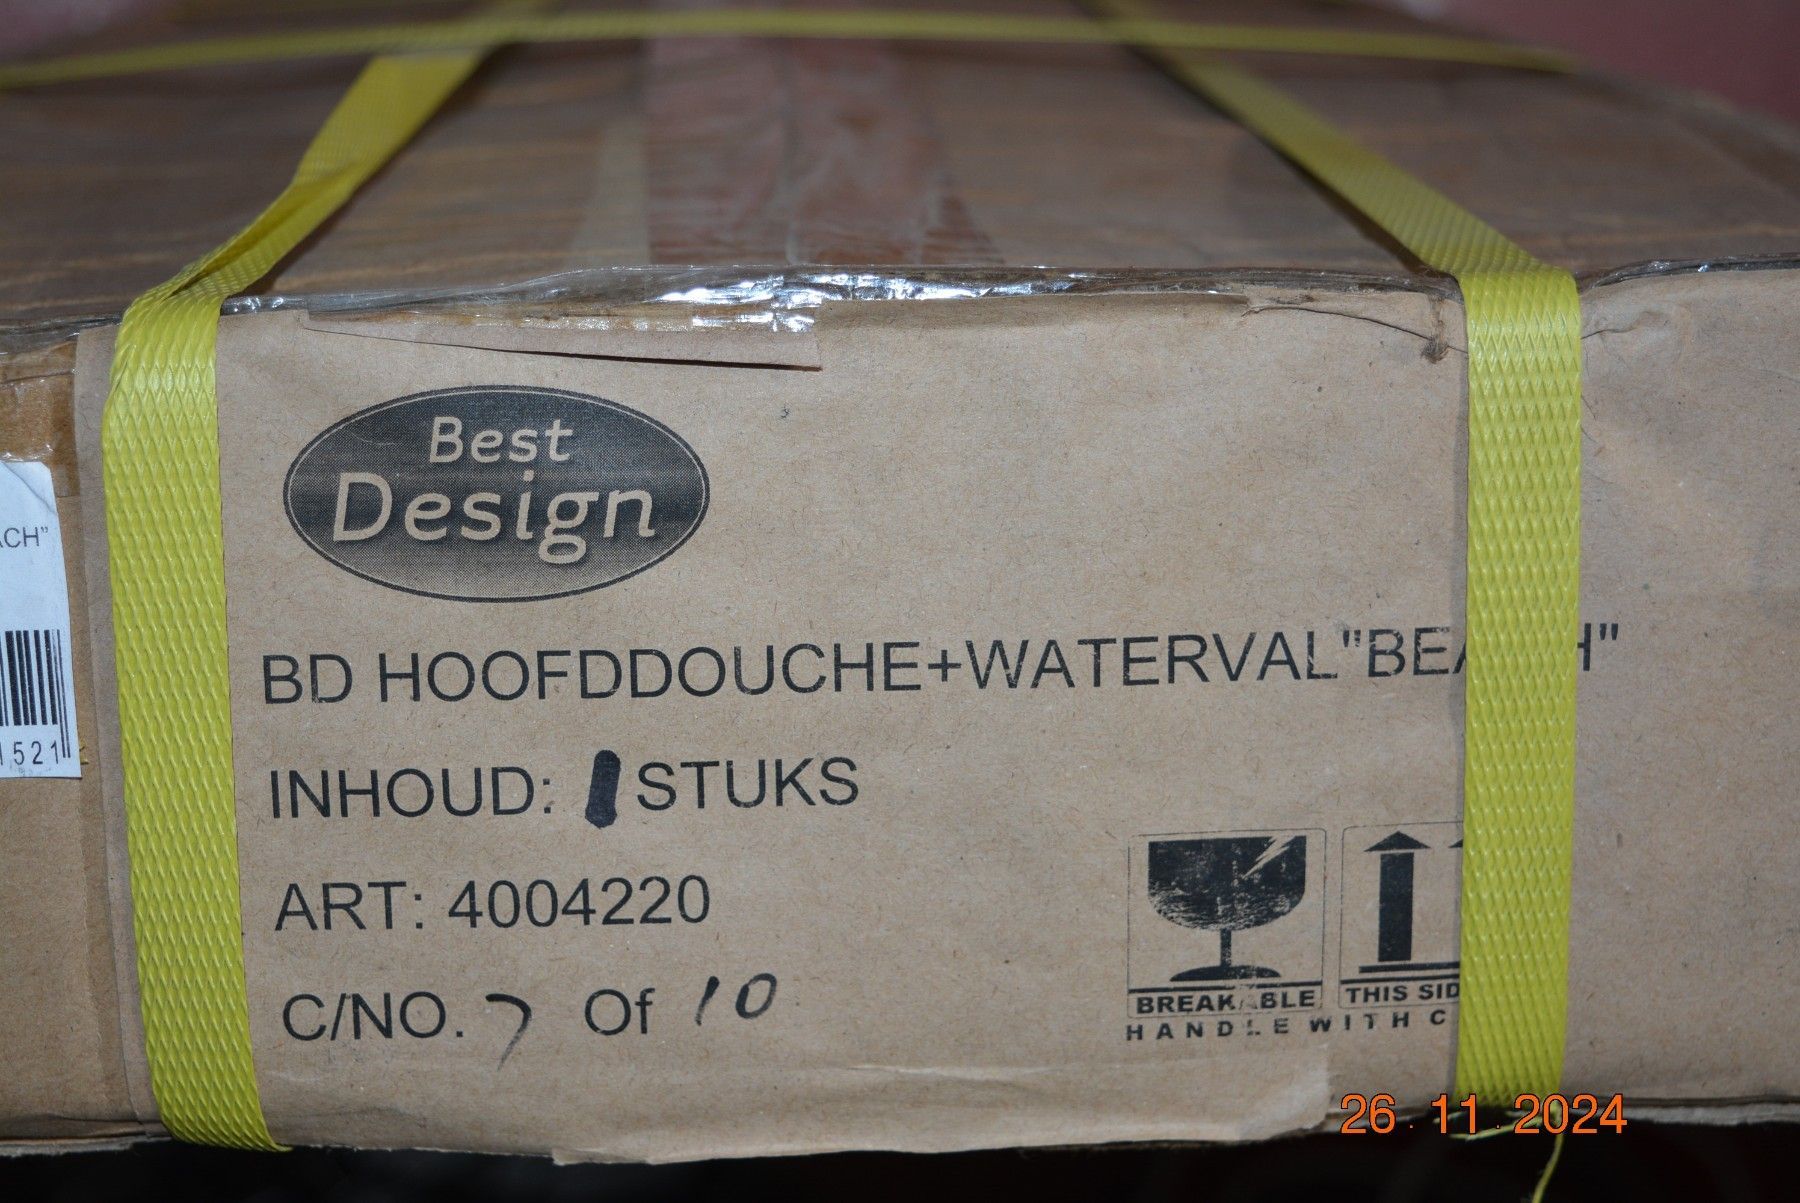 Best
Design
BD HOOFDDOUCHE+WATERVAL"BEACH"
INHOUD: 1 STUKS
ART: 4004220
C/NO. 7 Of 10
BREAKABLE
THIS SID
HANDLE WITH C
ACH"
1521
26 11 2024